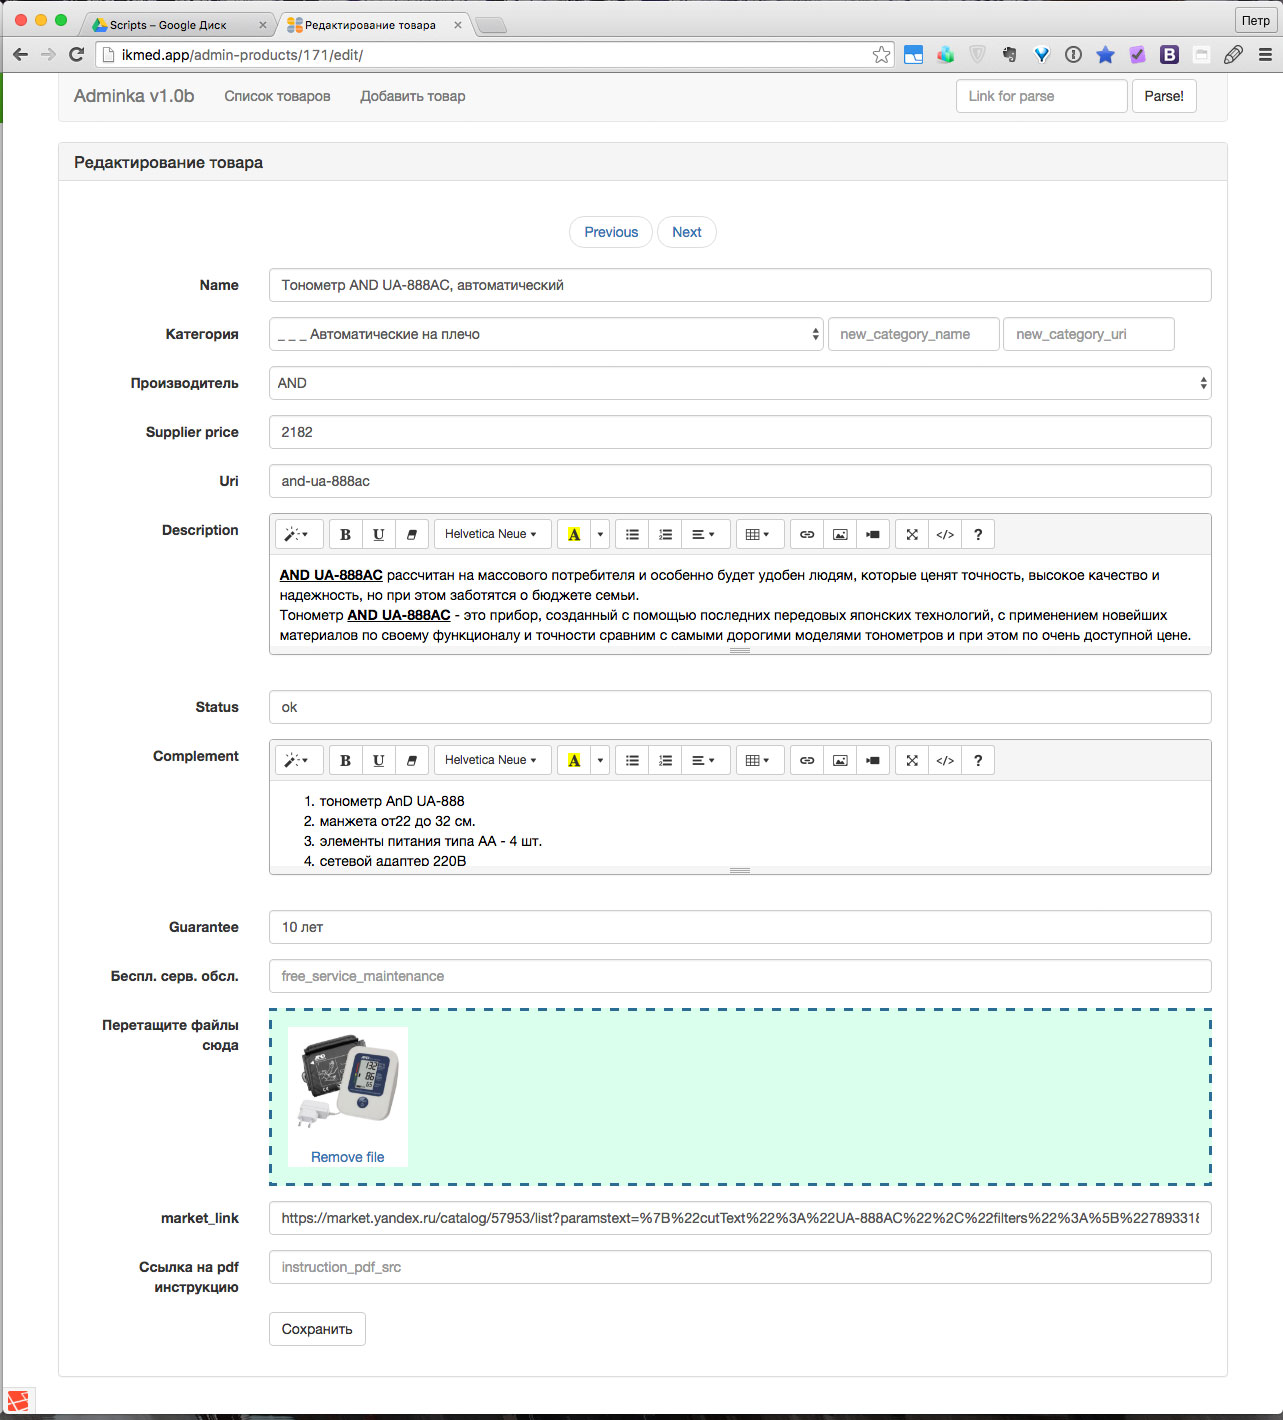 Scripts – Google Диск
Редактирование товара
Петр
ikmed.app/admin-products/171/edit/
Adminka v1.0b Список товаров Добавить товар Link for parse Parse!
Редактирование товара
Previous Next
Name Тонометр AND UA-888AC, автоматический
Категория _ _ _ Автоматические на плечо new_category_name new_category_uri
Производитель AND
Supplier price 2182
Uri and-ua-888ac
Description
B U Helvetica Neue A </> ?
AND UA-888AC рассчитан на массового потребителя и особенно будет удобен людям, которые ценят точность, высокое качество и
надежность, но при этом заботятся о бюджете семьи.
Тонометр AND UA-888AC - это прибор, созданный с помощью последних передовых японских технологий, с применением новейших
материалов по своему функционалу и точности сравним с самыми дорогими моделями тонометров и при этом по очень доступной цене.
Status ok
Complement
B U Helvetica Neue A </> ?
1. тонометр AnD UA-888
2. манжета от22 до 32 см.
3. элементы питания типа АА - 4 шт.
4. сетевой адаптер 220В
Guarantee 10 лет
Беспл. серв. обсл. free_service_maintenance
Перетащите файлы
сюда
132
86
Remove file
market_link https://market.yandex.ru/catalog/57953/list?paramstext=%7B%22cutText%22%3A%22UA-888AC%22%2C%22filters%22%3A%5B%227893318
Ссылка на pdf
инструкцию
instruction_pdf_src
Сохранить